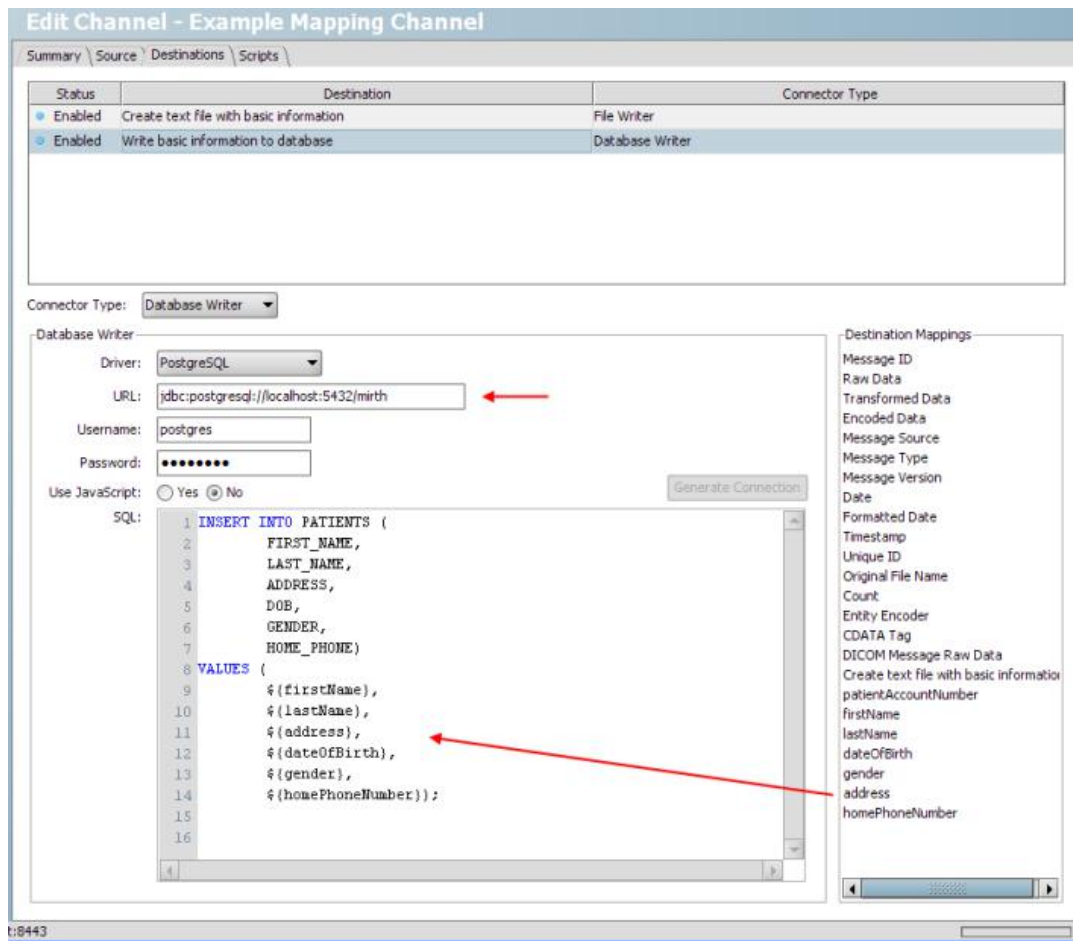 Edit Channel - Example Mapping Channel
Summary Source Destinations Scripts
Status Destination Connector Type
Enabled Create text file with basic information File Writer
Enabled Write basic information to database Database Writer
Connector Type: Database Writer
Database Writer
Driver: PostgreSQL
URL: jdbc:postgresql://localhost:5432/mirth
Username: postgres
Password: ●●●●●●●●
Use JavaScript: Yes No
Generate Connection
SQL:
1 INSERT INTO PATIENTS (
2 FIRST_NAME,
3 LAST_NAME,
4 ADDRESS,
5 DOB,
6 GENDER,
7 HOME_PHONE)
8 VALUES (
9 ${firstName},
10 ${lastName},
11 ${address},
12 ${dateOfBirth},
13 ${gender},
14 ${homePhoneNumber});
15
16
Destination Mappings
Message ID
Raw Data
Transformed Data
Encoded Data
Message Source
Message Type
Message Version
Date
Formatted Date
Timestamp
Unique ID
Original File Name
Count
Entity Encoder
CDATA Tag
DICOM Message Raw Data
Create text file with basic informatio
patientAccountNumber
firstName
lastName
dateOfBirth
gender
address
homePhoneNumber
t:8443